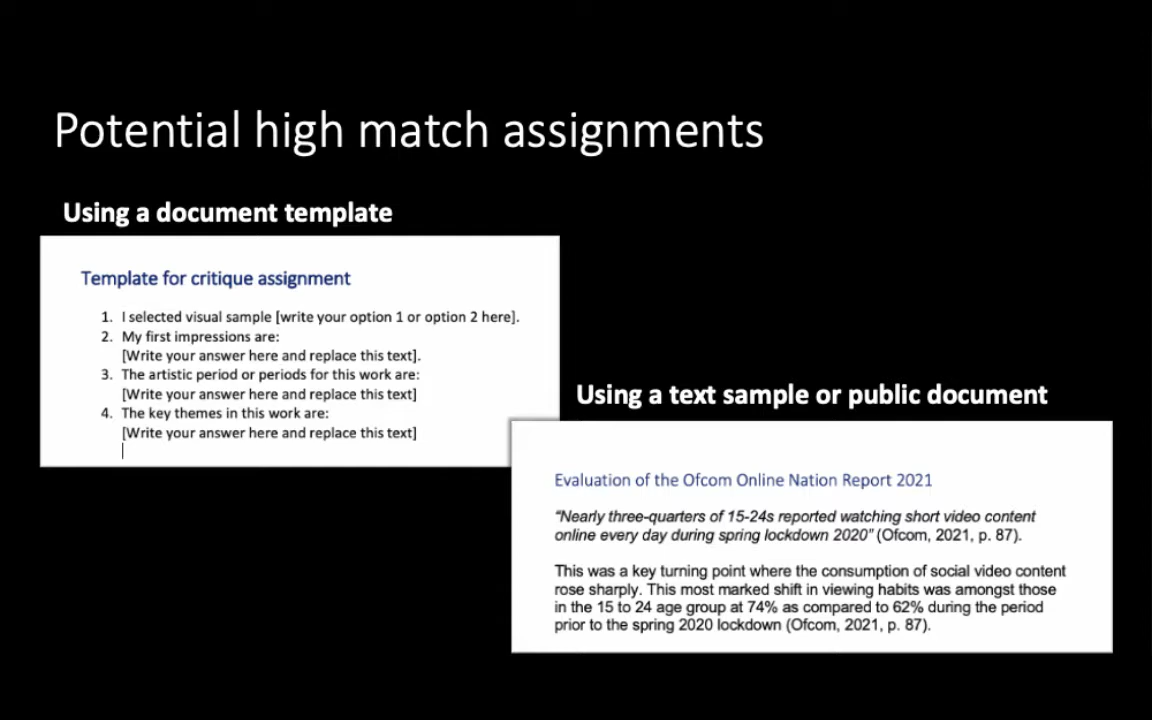 Potential high match assignments
Using a document template
Template for critique assignment
1. I selected visual sample [write your option 1 or option 2 here].
2. My first impressions are:
[Write your answer here and replace this text].
3. The artistic period or periods for this work are:
[Write your answer here and replace this text]
4. The key themes in this work are:
[Write your answer here and replace this text]
Using a text sample or public document
Evaluation of the Ofcom Online Nation Report 2021
“Nearly three-quarters of 15-24s reported watching short video content
online every day during spring lockdown 2020” (Ofcom, 2021, p. 87).
This was a key turning point where the consumption of social video content
rose sharply. This most marked shift in viewing habits was amongst those
in the 15 to 24 age group at 74% as compared to 62% during the period
prior to the spring 2020 lockdown (Ofcom, 2021, p. 87).